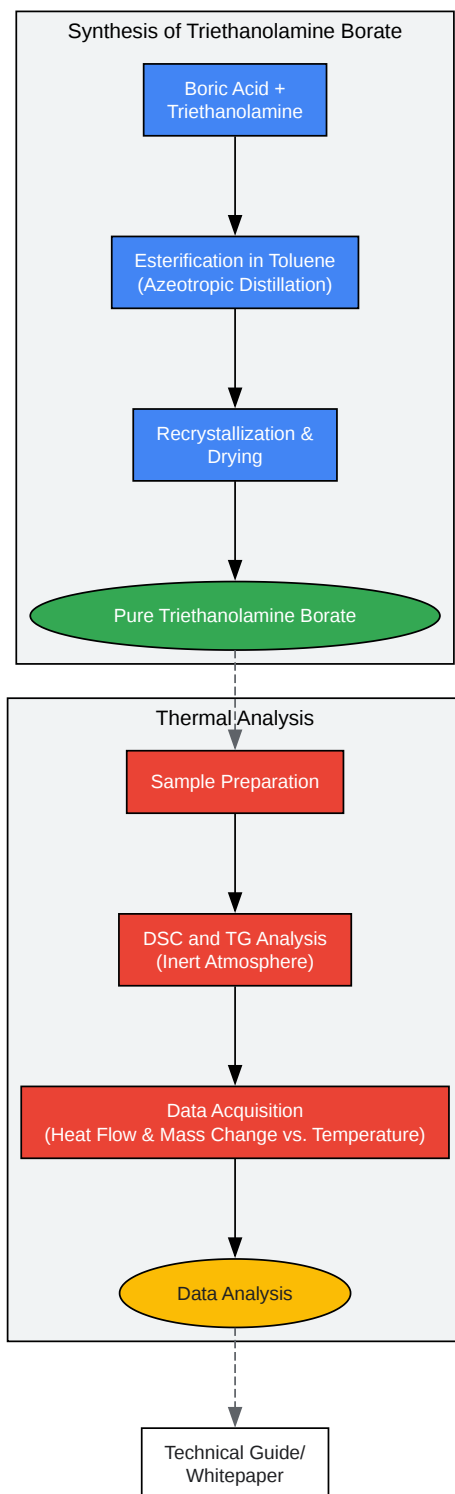 Synthesis of Triethanolamine Borate
Boric Acid +
Triethanolamine
Esterification in Toluene
(Azeotropic Distillation)
Recrystallization &
Drying
Pure Triethanolamine Borate
Thermal Analysis
Sample Preparation
DSC and TG Analysis
(Inert Atmosphere)
Data Acquisition
(Heat Flow & Mass Change vs. Temperature)
Data Analysis
Technical Guide/
Whitepaper